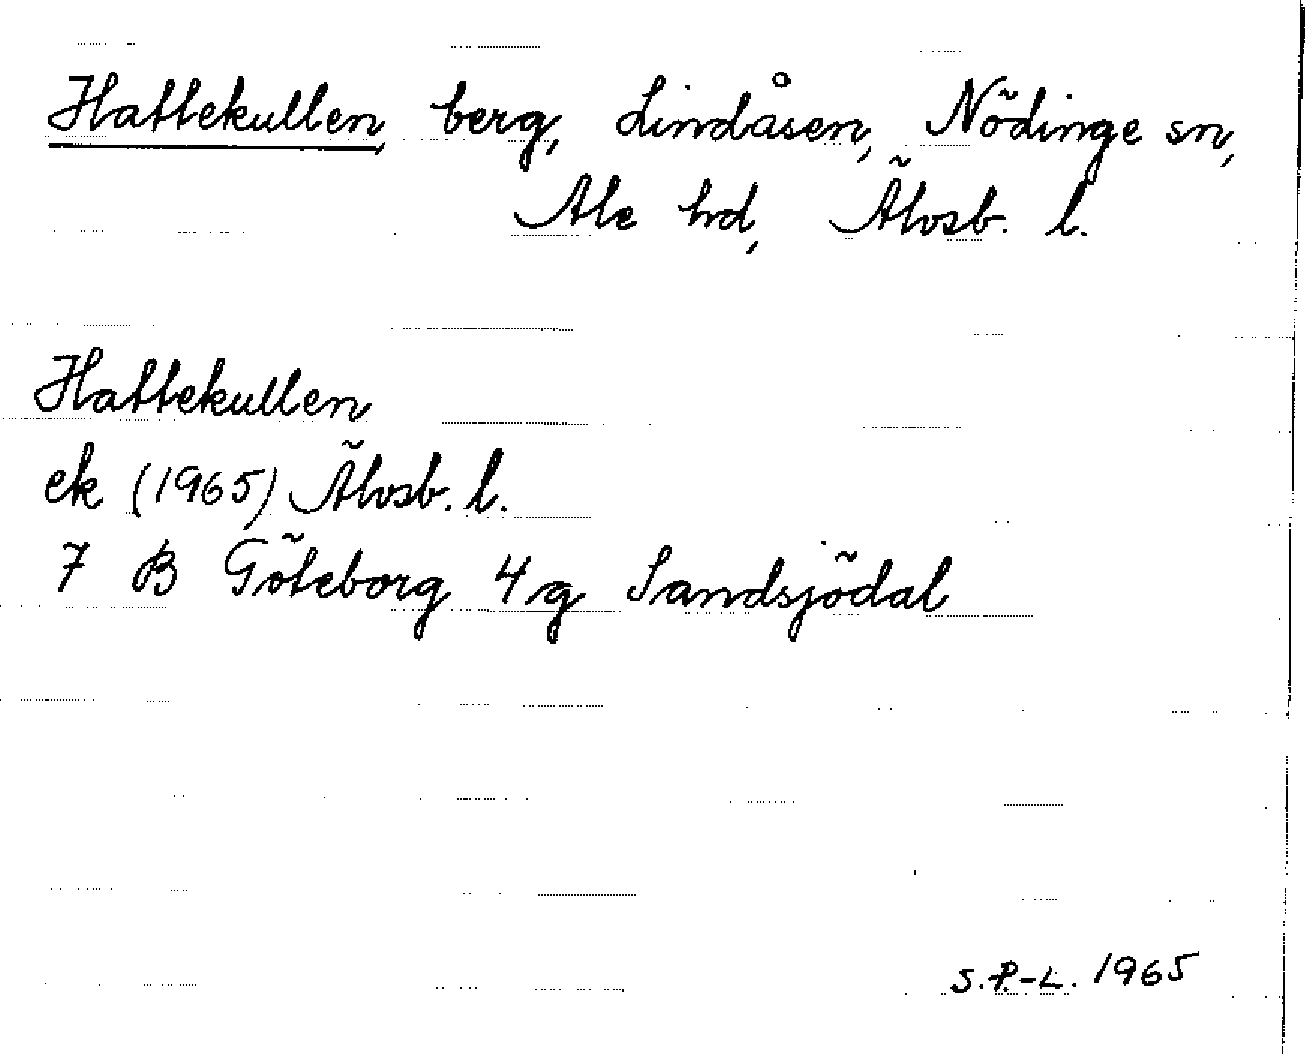 Hattekullen, berg, Lindåsen, Nödinge sn,
Ale hd, Älvsb. l.
Hattekullen
ek (1965) Älvsb. l.
7 B Göteborg 4 g Sandsjödal
S.P.-L. 1965